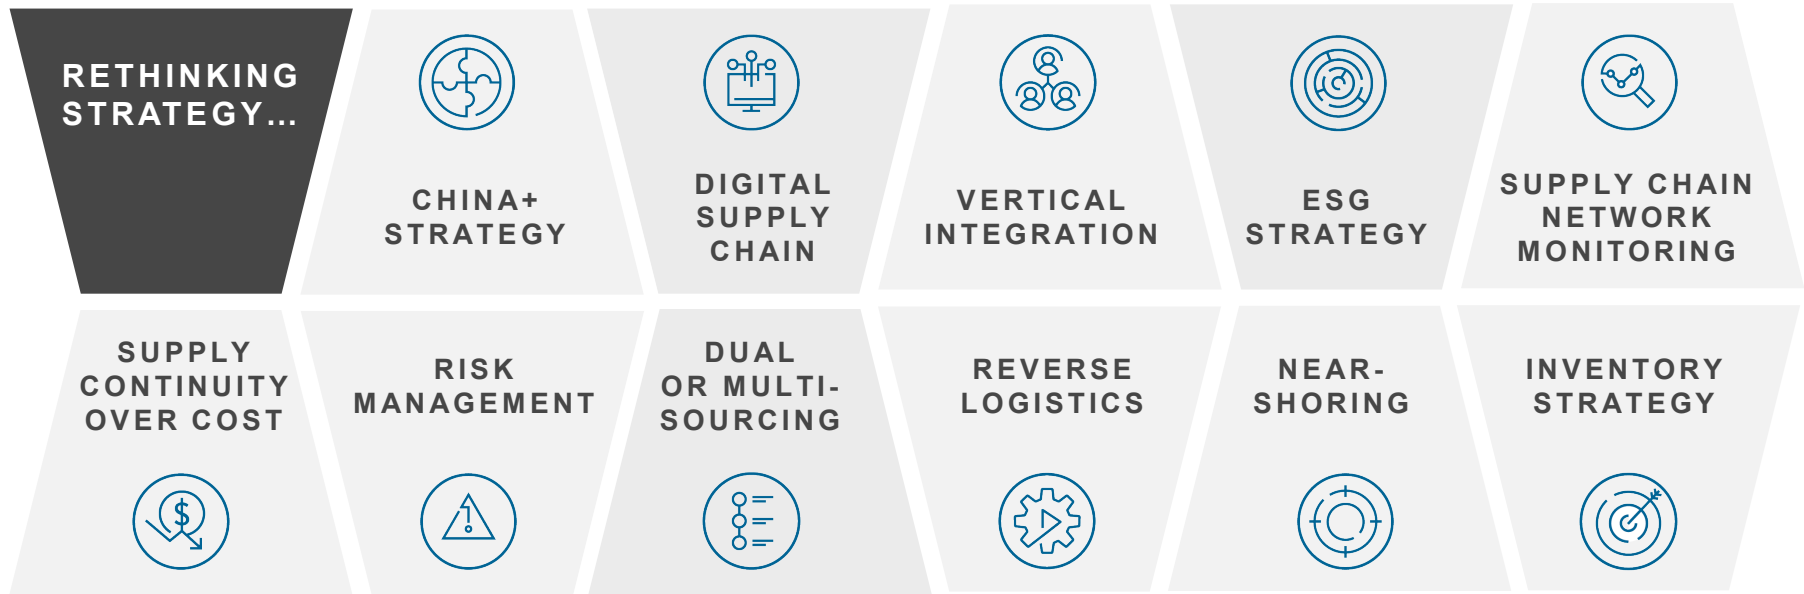 RETHINKING
STRATEGY...
CHINA+
STRATEGY
DIGITAL
SUPPLY
CHAIN
VERTICAL
INTEGRATION
ESG
STRATEGY
SUPPLY CHAIN
NETWORK
MONITORING
SUPPLY
CONTINUITY
OVER COST
RISK
MANAGEMENT
DUAL
OR MULTI-
SOURCING
REVERSE
LOGISTICS
NEAR-
SHORING
INVENTORY
STRATEGY
$